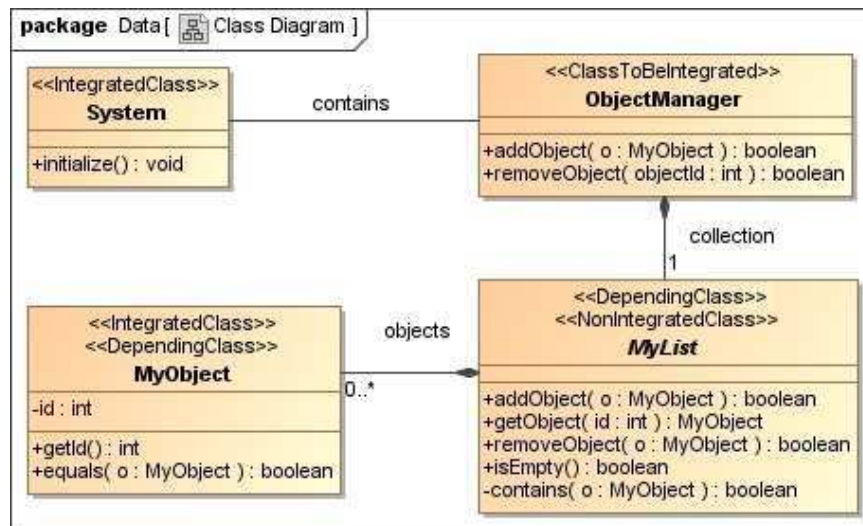 package Data [ Class Diagram ]
<<IntegratedClass>>
System
+initialize() : void
contains
<<ClassToBeIntegrated>>
ObjectManager
+addObject( o : MyObject ) : boolean
+removeObject( objectId : int ) : boolean
collection
1
<<IntegratedClass>>
<<DependingClass>>
MyObject
-id : int
+getId() : int
+equals( o : MyObject ) : boolean
objects
0..*
<<DependingClass>>
<<NonIntegratedClass>>
MyList
+addObject( o : MyObject ) : boolean
+getObject( id : int ) : MyObject
+removeObject( o : MyObject ) : boolean
+isEmpty() : boolean
-contains( o : MyObject ) : boolean